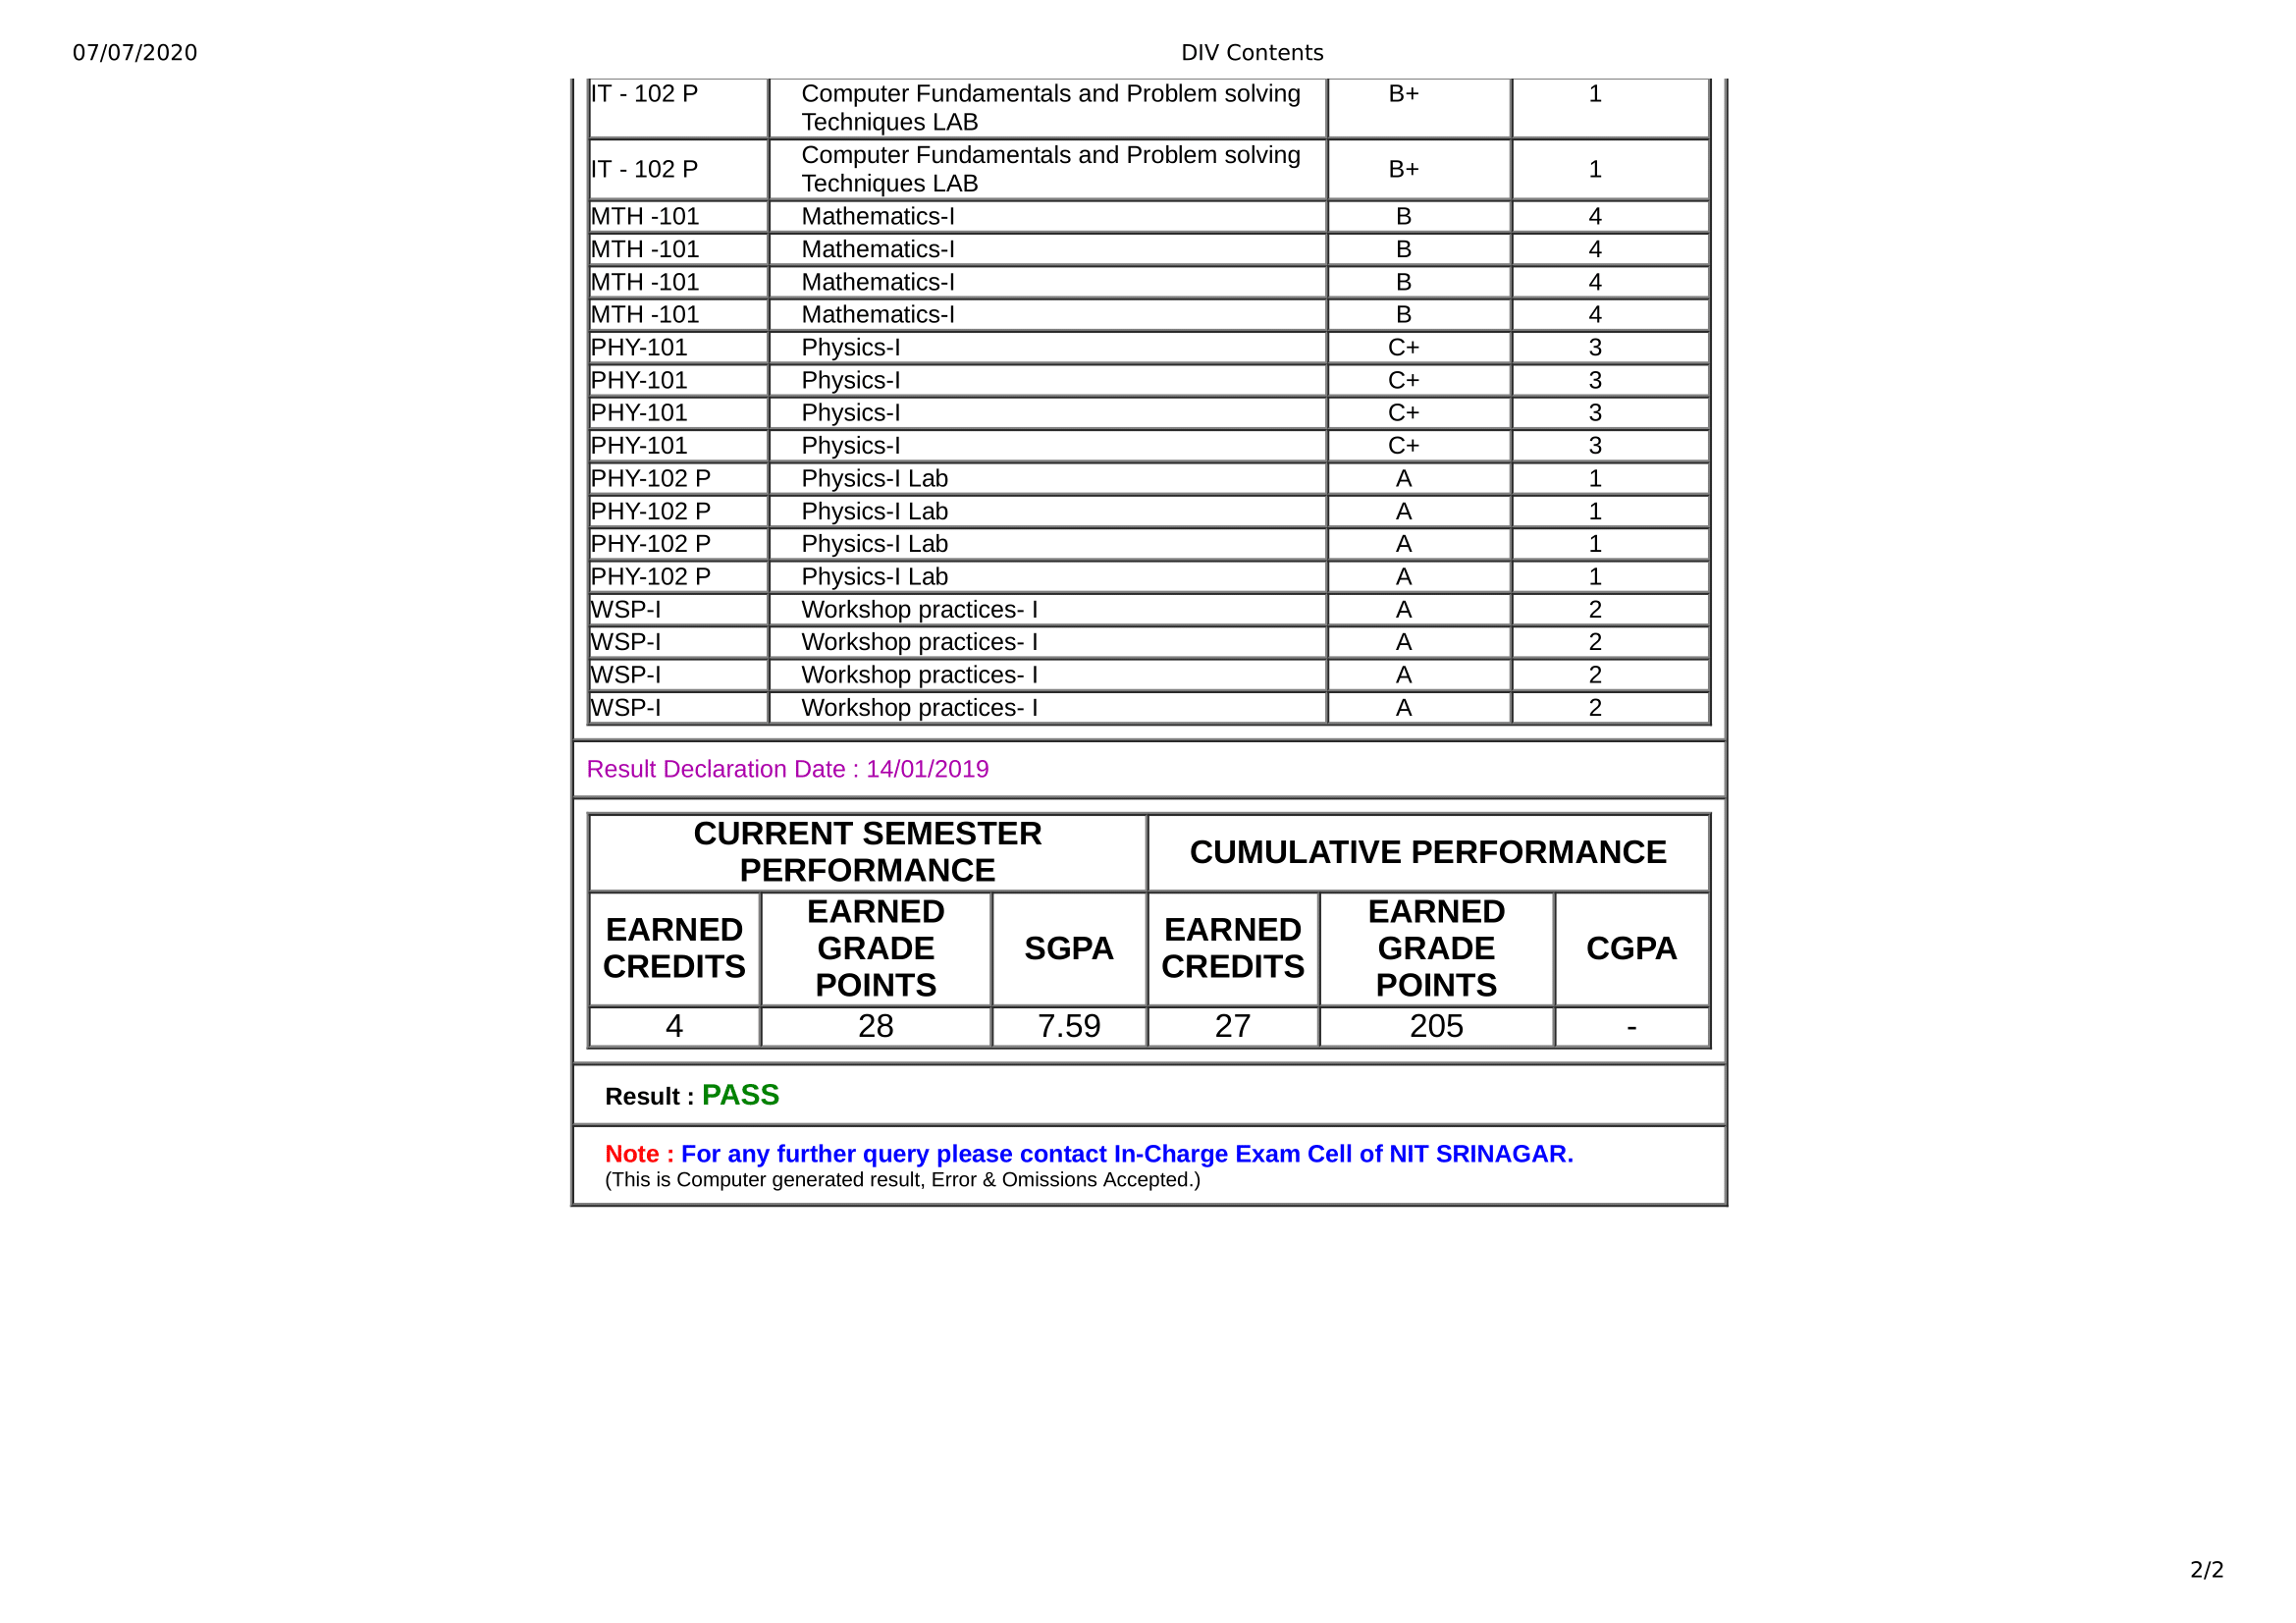 07/07/2020 DIV Contents
IT - 102 P Computer Fundamentals and Problem solving B+ 1
Techniques LAB
Computer Fundamentals and Problem solving
IT - 102 P B+ 1
Techniques LAB
MTH -101 Mathematics-I B 4
MTH -101 Mathematics-I B 4
MTH -101 Mathematics-I B 4
MTH -101 Mathematics-I B 4
PHY-101 Physics-I C+ 3
PHY-101 Physics-I C+ 3
PHY-101 Physics-I C+ 3
PHY-101 Physics-I C+ 3
PHY-102 P Physics-I Lab A 1
PHY-102 P Physics-I Lab A 1
PHY-102 P Physics-I Lab A 1
PHY-102 P Physics-I Lab A 1
WSP-I Workshop practices- I A 2
WSP-I Workshop practices- I A 2
WSP-I Workshop practices- I A 2
WSP-I Workshop practices- I A 2
Result Declaration Date : 14/01/2019
CURRENT SEMESTER
PERFORMANCE
CUMULATIVE PERFORMANCE
EARNED
CREDITS
EARNED
GRADE
POINTS
SGPA
EARNED
CREDITS
EARNED
GRADE
POINTS
CGPA
4 28 7.59 27 205 -
Result : PASS
Note : For any further query please contact In-Charge Exam Cell of NIT SRINAGAR.
(This is Computer generated result, Error & Omissions Accepted.)
2/2